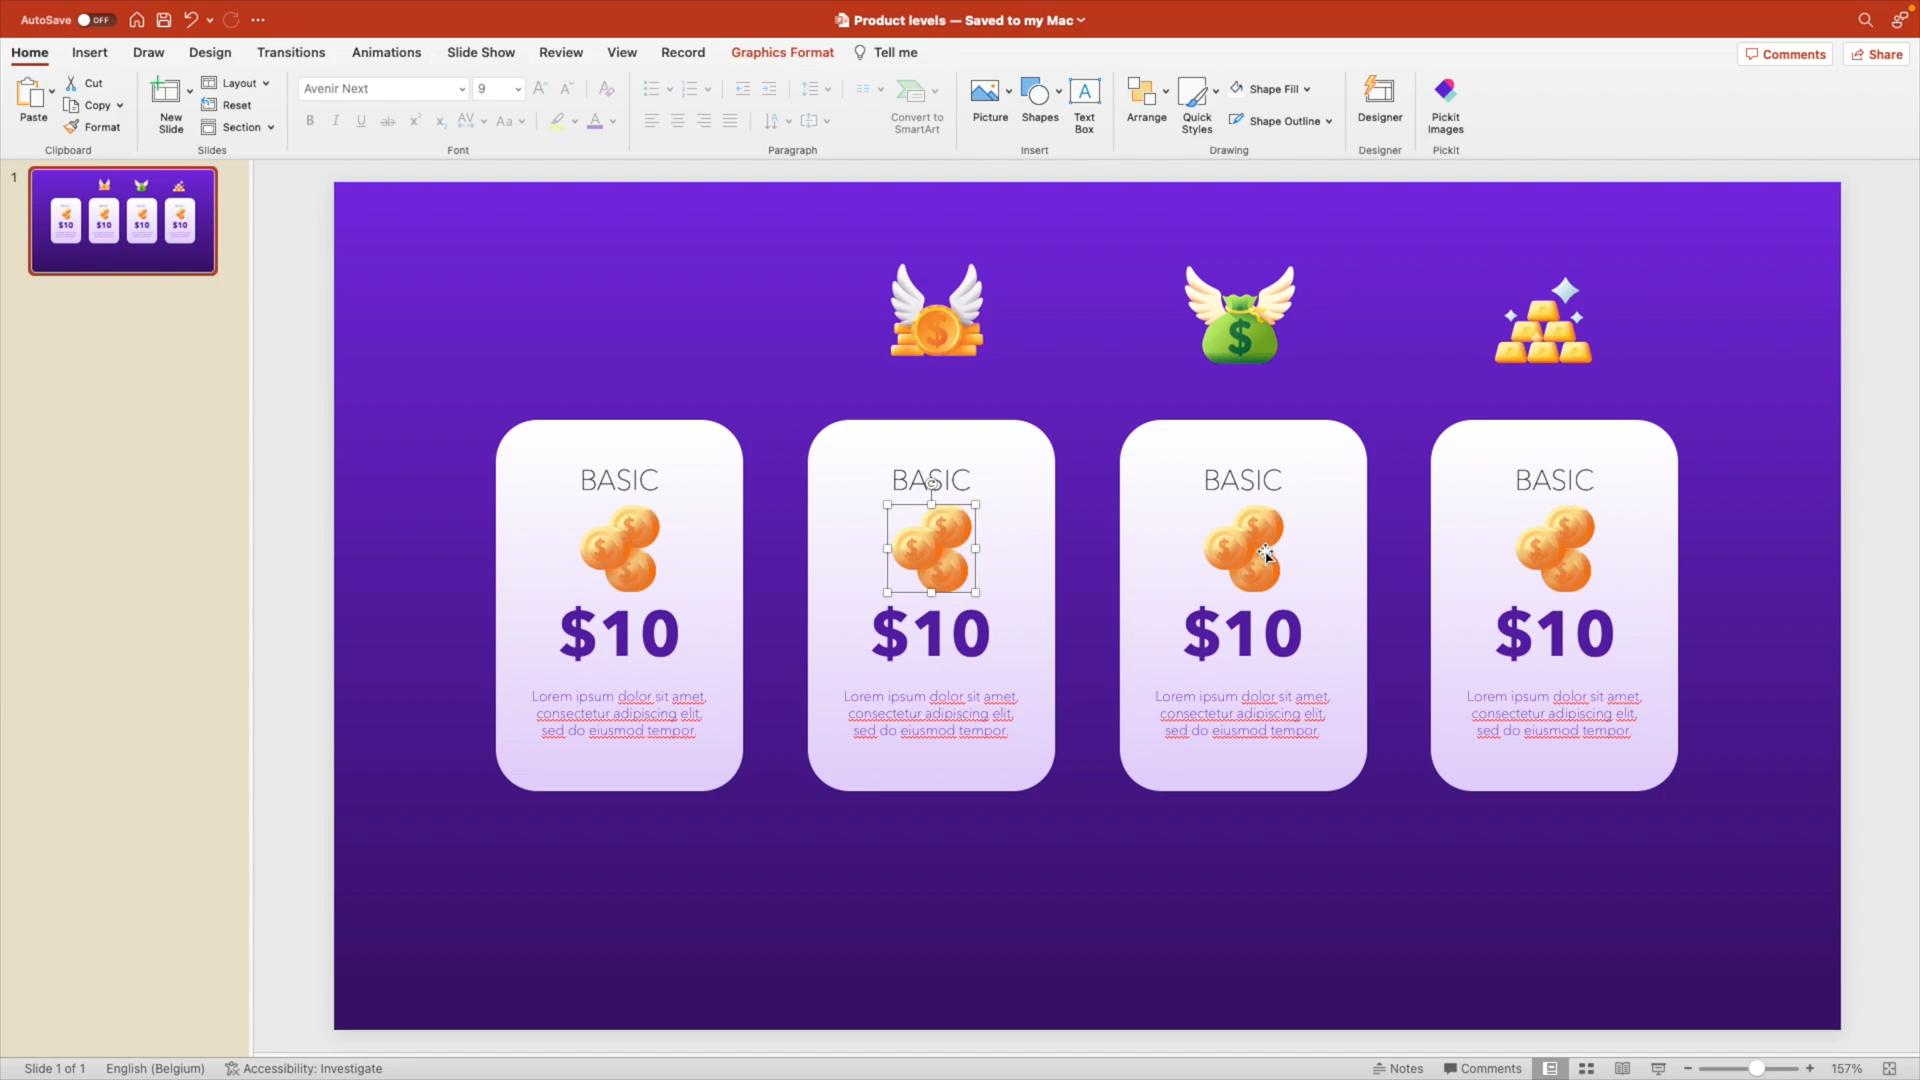 AutoSave OFF
Product levels — Saved to my Mac
Home Insert Draw Design Transitions Animations Slide Show Review View Record Graphics Format Tell me Comments Share
Paste Cut Copy Format Clipboard
New Slide Layout Reset Section Slides
Avenir Next 9 Font
Paragraph Convert to SmartArt
Picture Shapes Text Box Insert
Arrange Quick Styles Shape Fill Shape Outline Drawing
Designer Designer
Pickit Images Pickit
1
BASIC BASIC BASIC BASIC
$10 $10 $10 $10
Lorem ipsum dolor sit amet, Lorem ipsum dolor sit amet, Lorem ipsum dolor sit amet, Lorem ipsum dolor sit amet,
consectetur adipiscing elit, consectetur adipiscing elit, consectetur adipiscing elit, consectetur adipiscing elit,
sed do eiusmod tempor. sed do eiusmod tempor. sed do eiusmod tempor. sed do eiusmod tempor.
Slide 1 of 1 English (Belgium) Accessibility: Investigate Notes Comments 157%